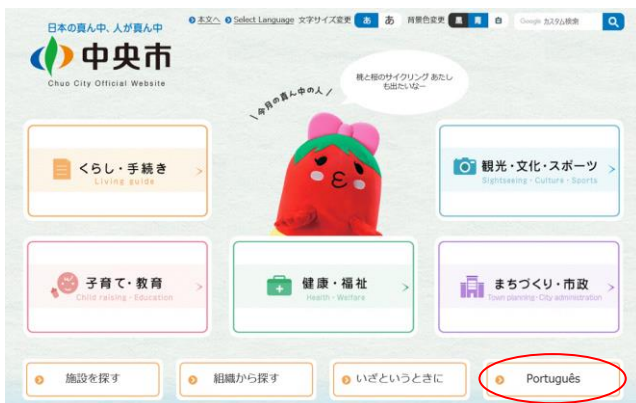 日本の真ん中、人が真ん中
中央市
Chuo City Official Website
本文へ Select Language 文字サイズ変更 あ あ 背景色変更 黒 青 白 Google カスタム検索
\ 今月の真ん中の人 /
桃と桜のサイクリング あたし
も出たいなー
くらし・手続き
Living guide
観光・文化・スポーツ
Sightseeing・Culture・Sports
子育て・教育
Child raising・Education
健康・福祉
Health・Welfare
まちづくり・市政
Town planning・City administration
施設を探す
組織から探す
いざというときに
Português